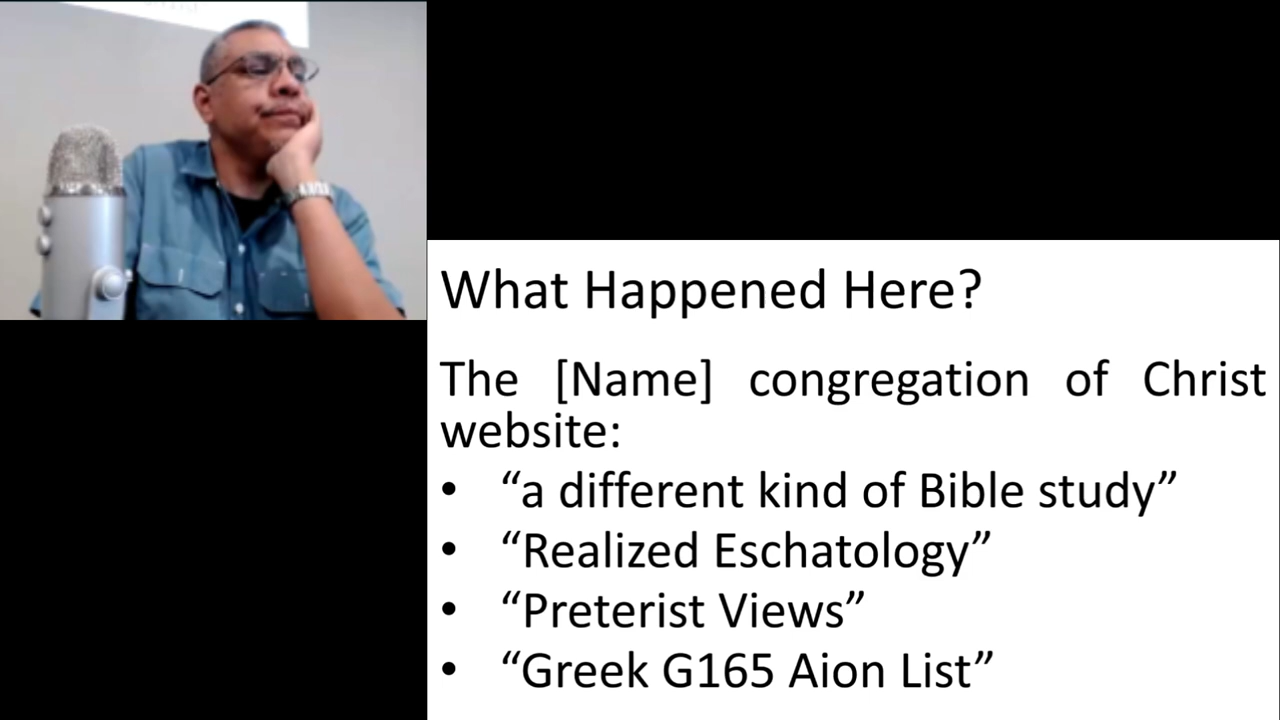 What Happened Here?
The [Name] congregation of Christ
website:
• “a different kind of Bible study”
• “Realized Eschatology”
• “Preterist Views”
• “Greek G165 Aion List”